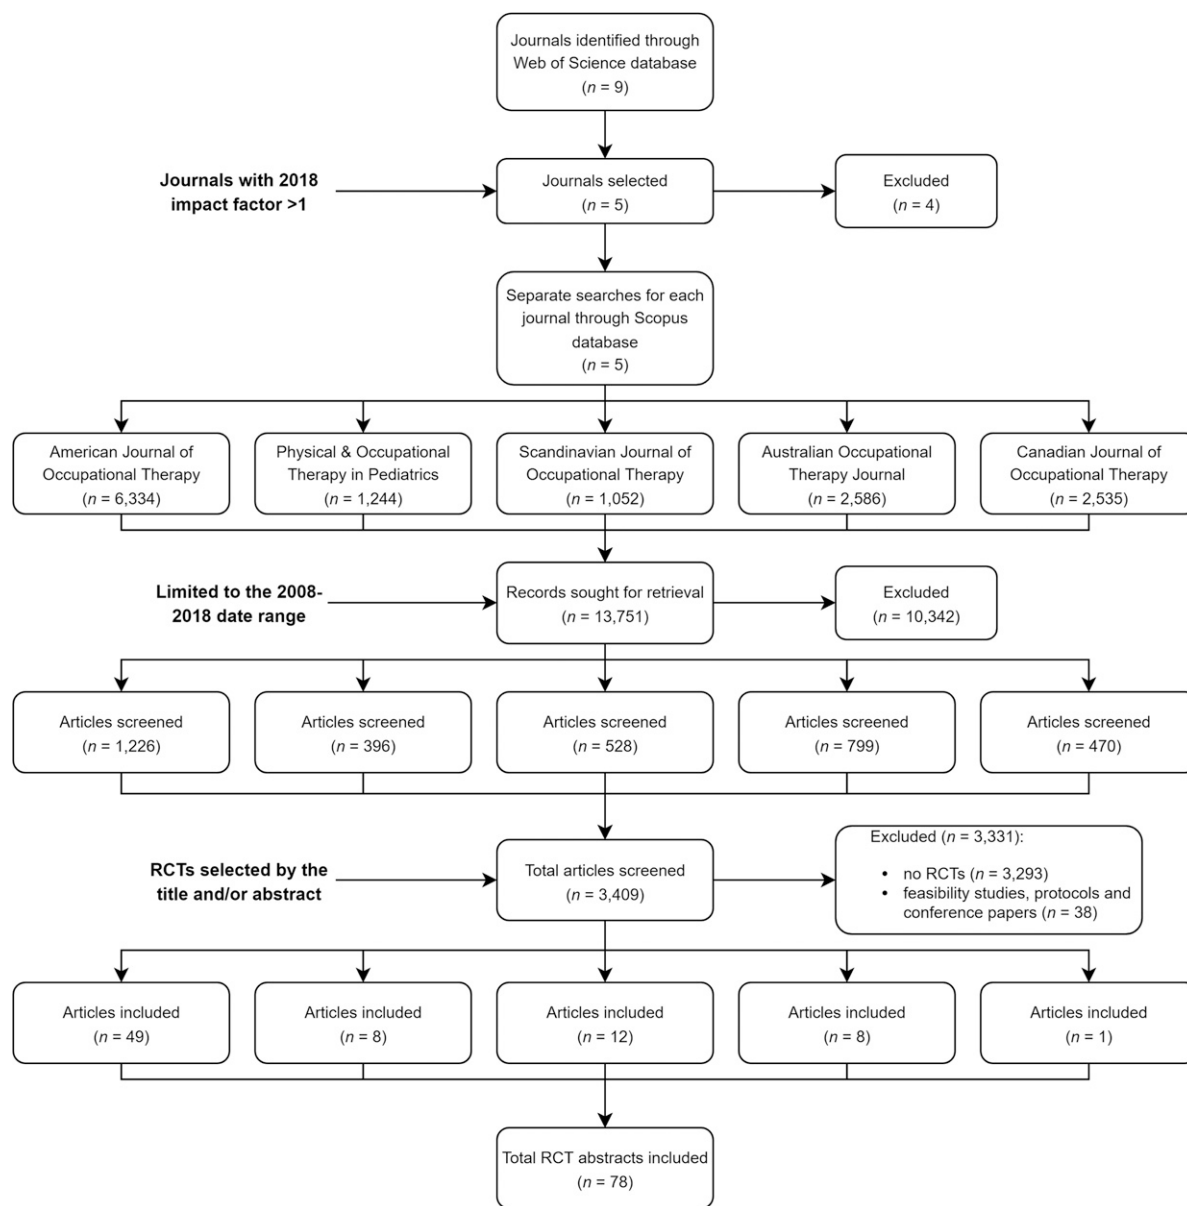 Journals identified through
Web of Science database
(n = 9)
Journals with 2018
impact factor >1
Journals selected
(n = 5)
Excluded
(n = 4)
Separate searches for each
journal through Scopus
database
(n = 5)
American Journal of
Occupational Therapy
(n = 6,334)
Physical & Occupational
Therapy in Pediatrics
(n = 1,244)
Scandinavian Journal of
Occupational Therapy
(n = 1,052)
Australian Occupational
Therapy Journal
(n = 2,586)
Canadian Journal of
Occupational Therapy
(n = 2,535)
Limited to the 2008-
2018 date range
Records sought for retrieval
(n = 13,751)
Excluded
(n = 10,342)
Articles screened
(n = 1,226)
Articles screened
(n = 396)
Articles screened
(n = 528)
Articles screened
(n = 799)
Articles screened
(n = 470)
RCTs selected by the
title and/or abstract
Total articles screened
(n = 3,409)
Excluded (n = 3,331):
• no RCTs (n = 3,293)
• feasibility studies, protocols and
conference papers (n = 38)
Articles included
(n = 49)
Articles included
(n = 8)
Articles included
(n = 12)
Articles included
(n = 8)
Articles included
(n = 1)
Total RCT abstracts included
(n = 78)